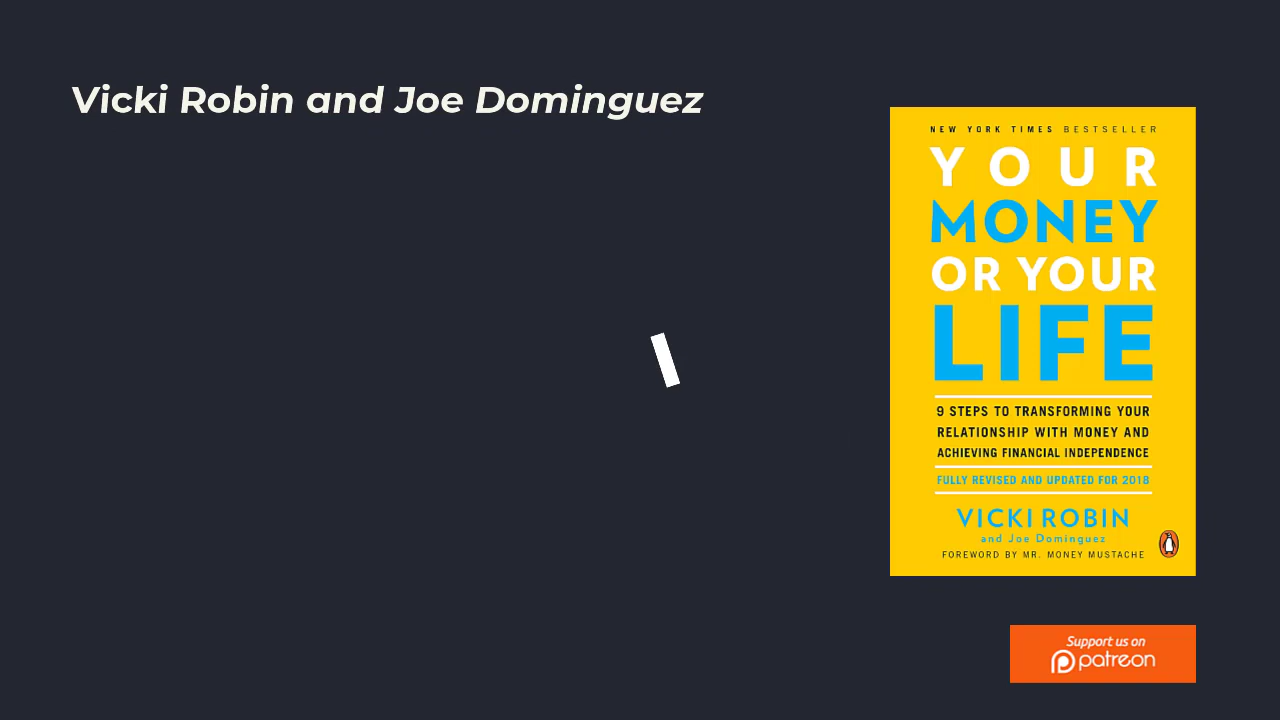 Vicki Robin and Joe Dominguez
NEW YORK TIMES BESTSELLER
YOUR
MONEY
OR YOUR
LIFE
9 STEPS TO TRANSFORMING YOUR
RELATIONSHIP WITH MONEY AND
ACHIEVING FINANCIAL INDEPENDENCE
FULLY REVISED AND UPDATED FOR 2018
VICKI ROBIN
and Joe Dominguez
FOREWORD BY MR. MONEY MUSTACHE
Support us on
patreon